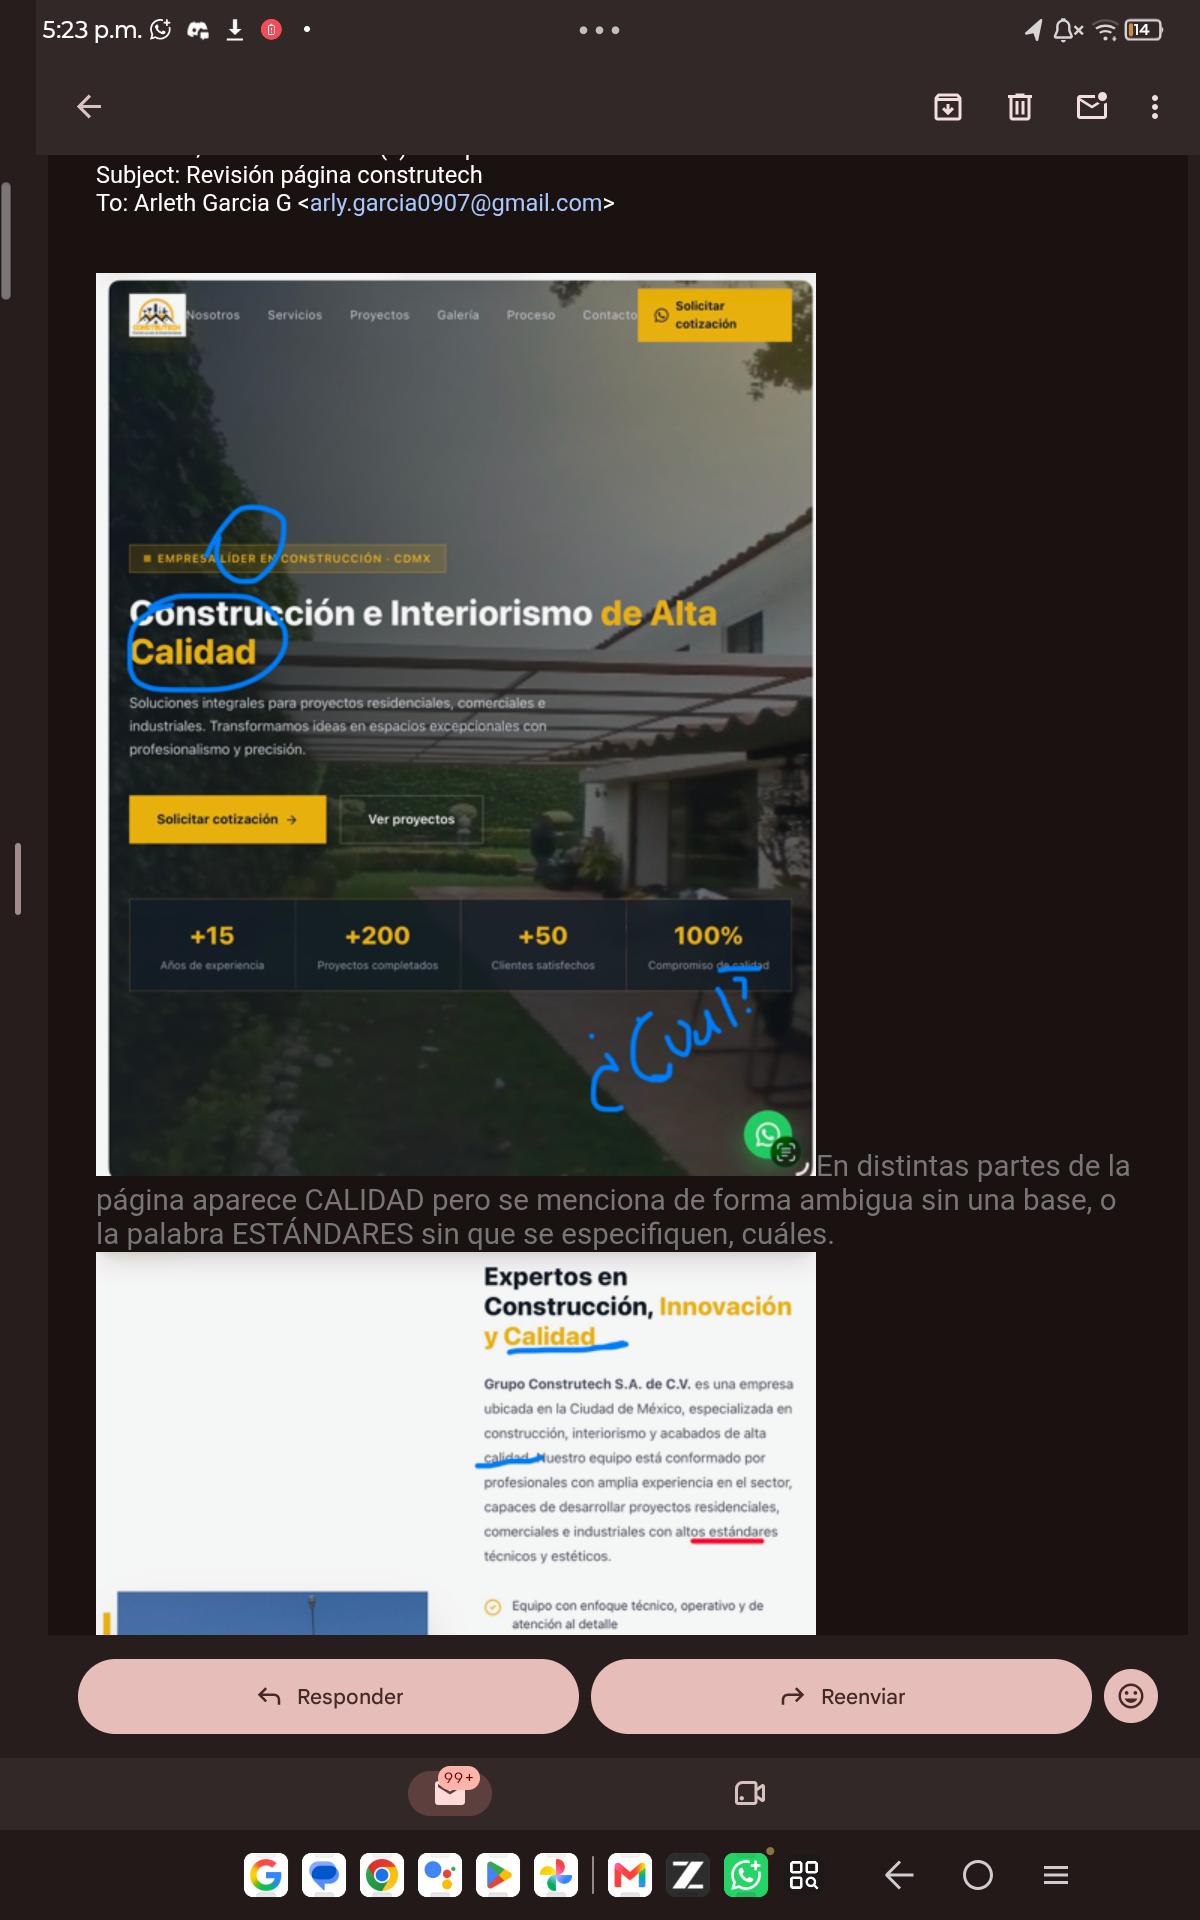 5:23 p.m.
14
Subject: Revisión página construtech
To: Arleth Garcia G <arly.garcia0907@gmail.com>
CONSTRUTECH
Nosotros Servicios Proyectos Galería Proceso Contacto
Solicitar
cotización
EMPRESA LÍDER EN CONSTRUCCIÓN · CDMX
Construcción e Interiorismo de Alta
Calidad
Soluciones integrales para proyectos residenciales, comerciales e
industriales. Transformamos ideas en espacios excepcionales con
profesionalismo y precisión.
Solicitar cotización →
Ver proyectos
+15 +200 +50 100%
Años de experiencia Proyectos completados Clientes satisfechos Compromiso de calidad
¿Cual?
En distintas partes de la
página aparece CALIDAD pero se menciona de forma ambigua sin una base, o
la palabra ESTÁNDARES sin que se especifiquen, cuáles.
Expertos en
Construcción, Innovación
y Calidad
Grupo Construtech S.A. de C.V. es una empresa
ubicada en la Ciudad de México, especializada en
construcción, interiorismo y acabados de alta
calidad. Nuestro equipo está conformado por
profesionales con amplia experiencia en el sector,
capaces de desarrollar proyectos residenciales,
comerciales e industriales con altos estándares
técnicos y estéticos.
Equipo con enfoque técnico, operativo y de
atención al detalle
Responder
Reenviar
99+